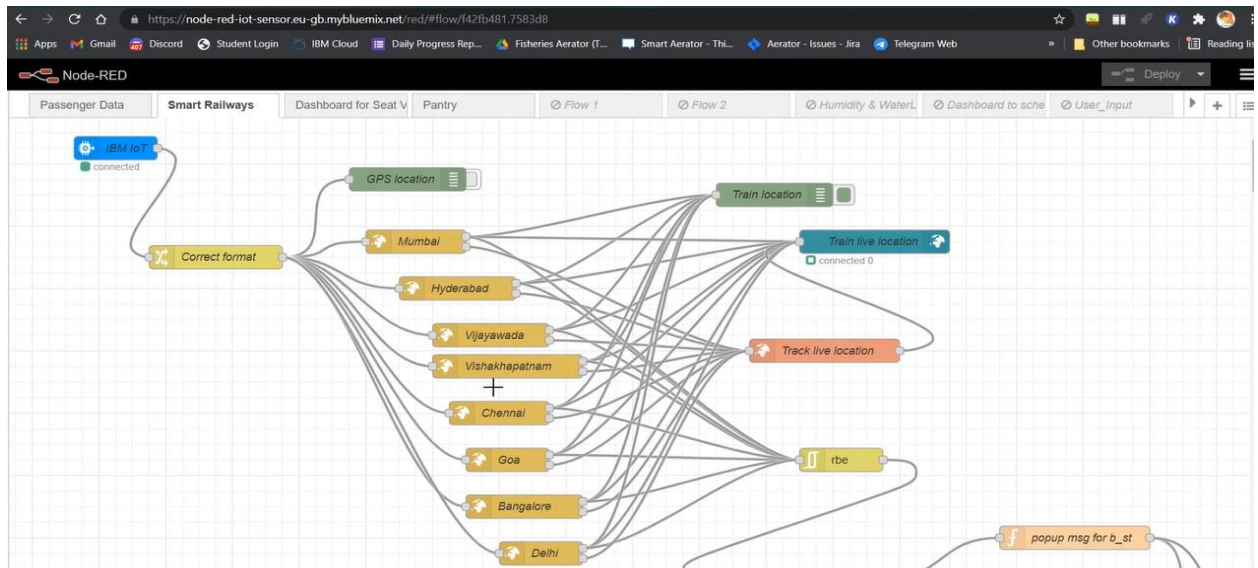 https://node-red-iot-sensor.eu-gb.mybluemix.net/red/#flow/f42fb481.7583d8
K
Apps Gmail 407 Discord Student Login IBM Cloud Daily Progress Rep... Fisheries Aerator (T... Smart Aerator - Thi... Aerator - Issues - Jira Telegram Web » Other bookmarks Reading lis
Node-RED Deploy
Passenger Data Smart Railways Dashboard for Seat V Pantry Flow 1 Flow 2 Humidity & WaterL Dashboard to sche User_Input
IBM IoT
connected
GPS location
Train location
Mumbai
Train live location
Correct format
connected 0
Hyderabad
Vijayawada
Track live location
Vishakhapatnam
Chennai
Goa
rbe
Bangalore
popup msg for b_st
Delhi